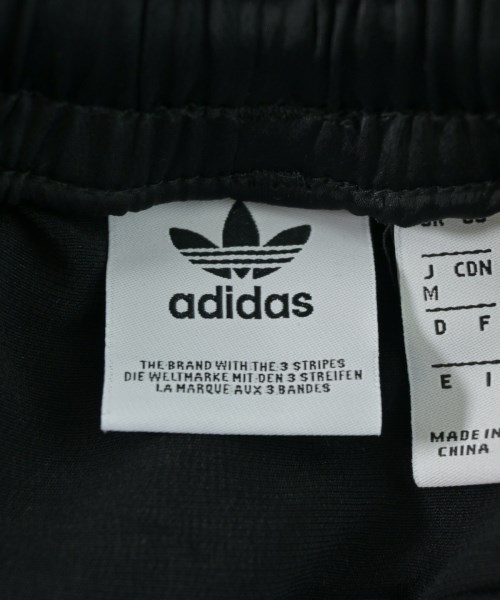 adidas
THE BRAND WITH THE 3 STRIPES
DIE WELTMARKE MIT DEN 3 STREIFEN
LA MARQUE AUX 3 BANDES
J CDN
M
D F
E I
MADE IN
CHINA